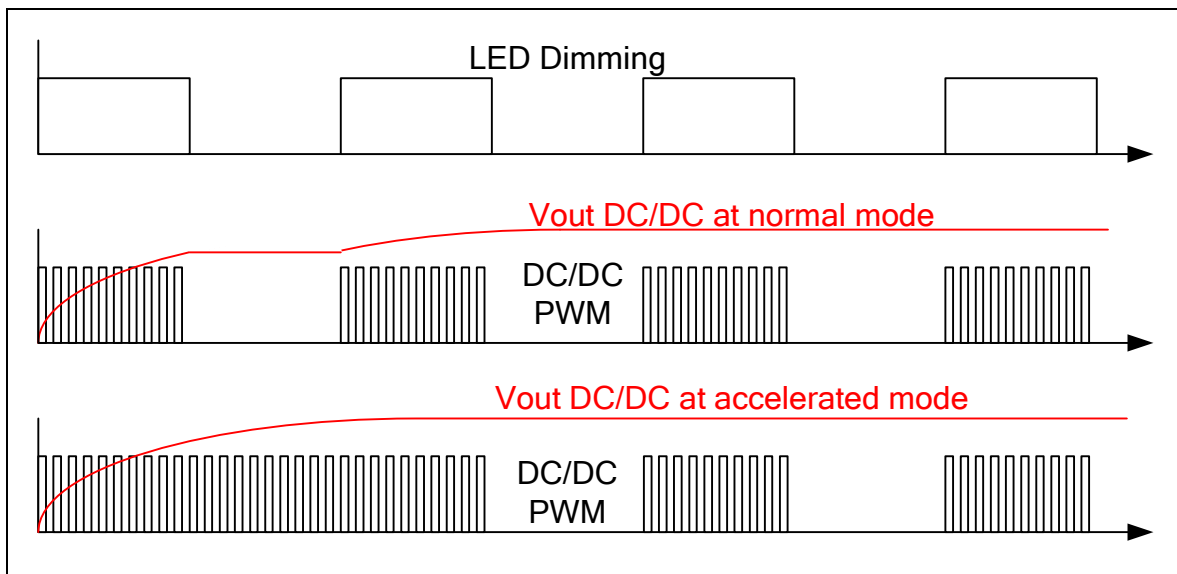 LED Dimming
Vout DC/DC at normal mode
DC/DC
PWM
Vout DC/DC at accelerated mode
DC/DC
PWM